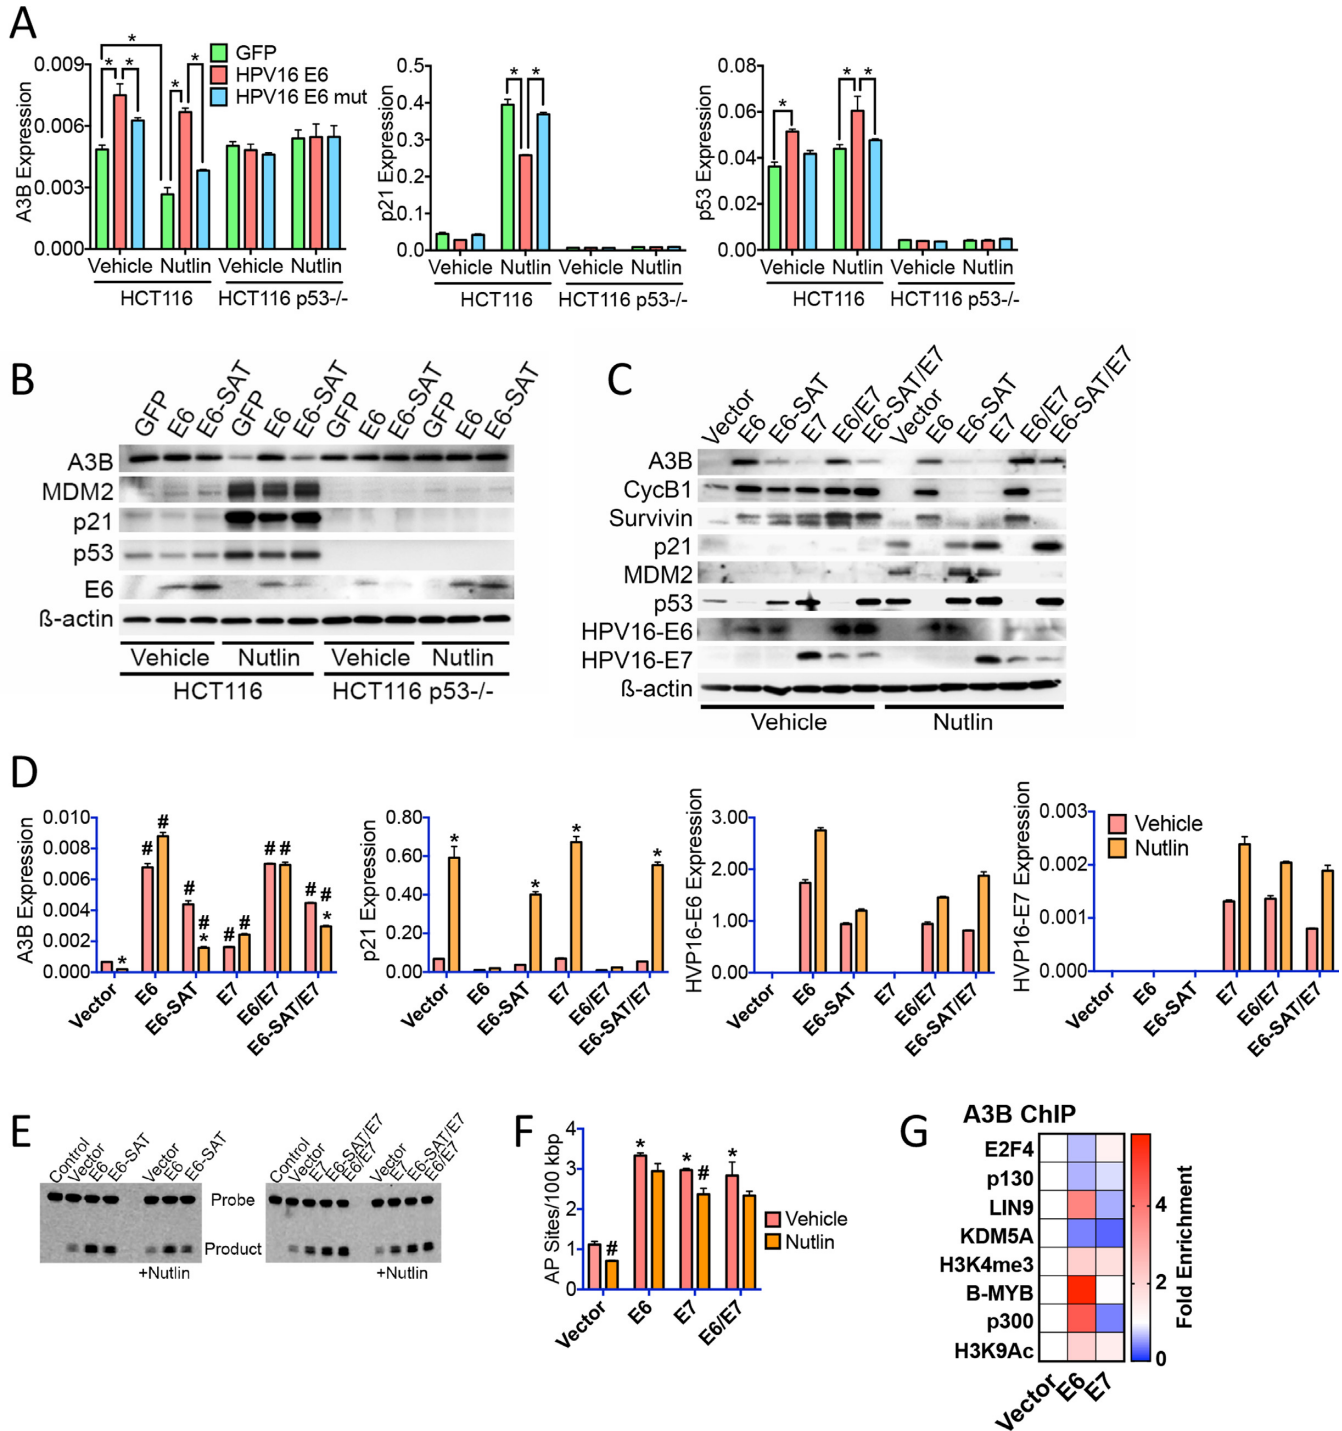 A
GFP
HPV16 E6
HPV16 E6 mut
A3B Expression
0.009
0.006
0.003
0.000
* * * * *
Vehicle Nutlin Vehicle Nutlin
HCT116 HCT116 p53-/-
p21 Expression
0.5
0.4
0.3
0.2
0.1
0.0
* *
Vehicle Nutlin Vehicle Nutlin
HCT116 HCT116 p53-/-
p53 Expression
0.08
0.06
0.04
0.02
0.00
* * *
Vehicle Nutlin Vehicle Nutlin
HCT116 HCT116 p53-/-
B
GFP E6 E6-SAT GFP E6 E6-SAT GFP E6 E6-SAT GFP E6 E6-SAT
A3B
MDM2
p21
p53
E6
ß-actin
Vehicle Nutlin Vehicle Nutlin
HCT116 HCT116 p53-/-
C
Vector E6 E6-SAT E7 E6/E7 E6-SAT/E7 Vector E6 E6-SAT E7 E6/E7 E6-SAT/E7
A3B
CycB1
Survivin
p21
MDM2
p53
HPV16-E6
HPV16-E7
ß-actin
Vehicle Nutlin
D
A3B Expression
0.010
0.008
0.006
0.004
0.002
0.000
* # # # # * # # # # # # *
Vector E6 E6-SAT E7 E6/E7 E6-SAT/E7
p21 Expression
0.80
0.60
0.40
0.20
0.00
* * * *
Vector E6 E6-SAT E7 E6/E7 E6-SAT/E7
HVP16-E6 Expression
3.00
2.00
1.00
0.00
Vector E6 E6-SAT E7 E6/E7 E6-SAT/E7
HVP16-E7 Expression
0.003
0.002
0.001
0.000
Vehicle
Nutlin
Vector E6 E6-SAT E7 E6/E7 E6-SAT/E7
E
Control Vector E6 E6-SAT Vector E6 E6-SAT
Probe
Product
+Nutlin
Control Vector E7 E6-SAT/E7 E6/E7 Vector E7 E6-SAT/E7 E6/E7
+Nutlin
F
AP Sites/100 kbp
4
3
2
1
0
# * * # *
Vehicle
Nutlin
Vector E6 E7 E6/E7
G
A3B ChIP
E2F4
p130
LIN9
KDM5A
H3K4me3
B-MYB
p300
H3K9Ac
Vector E6 E7
4
2
0
Fold Enrichment